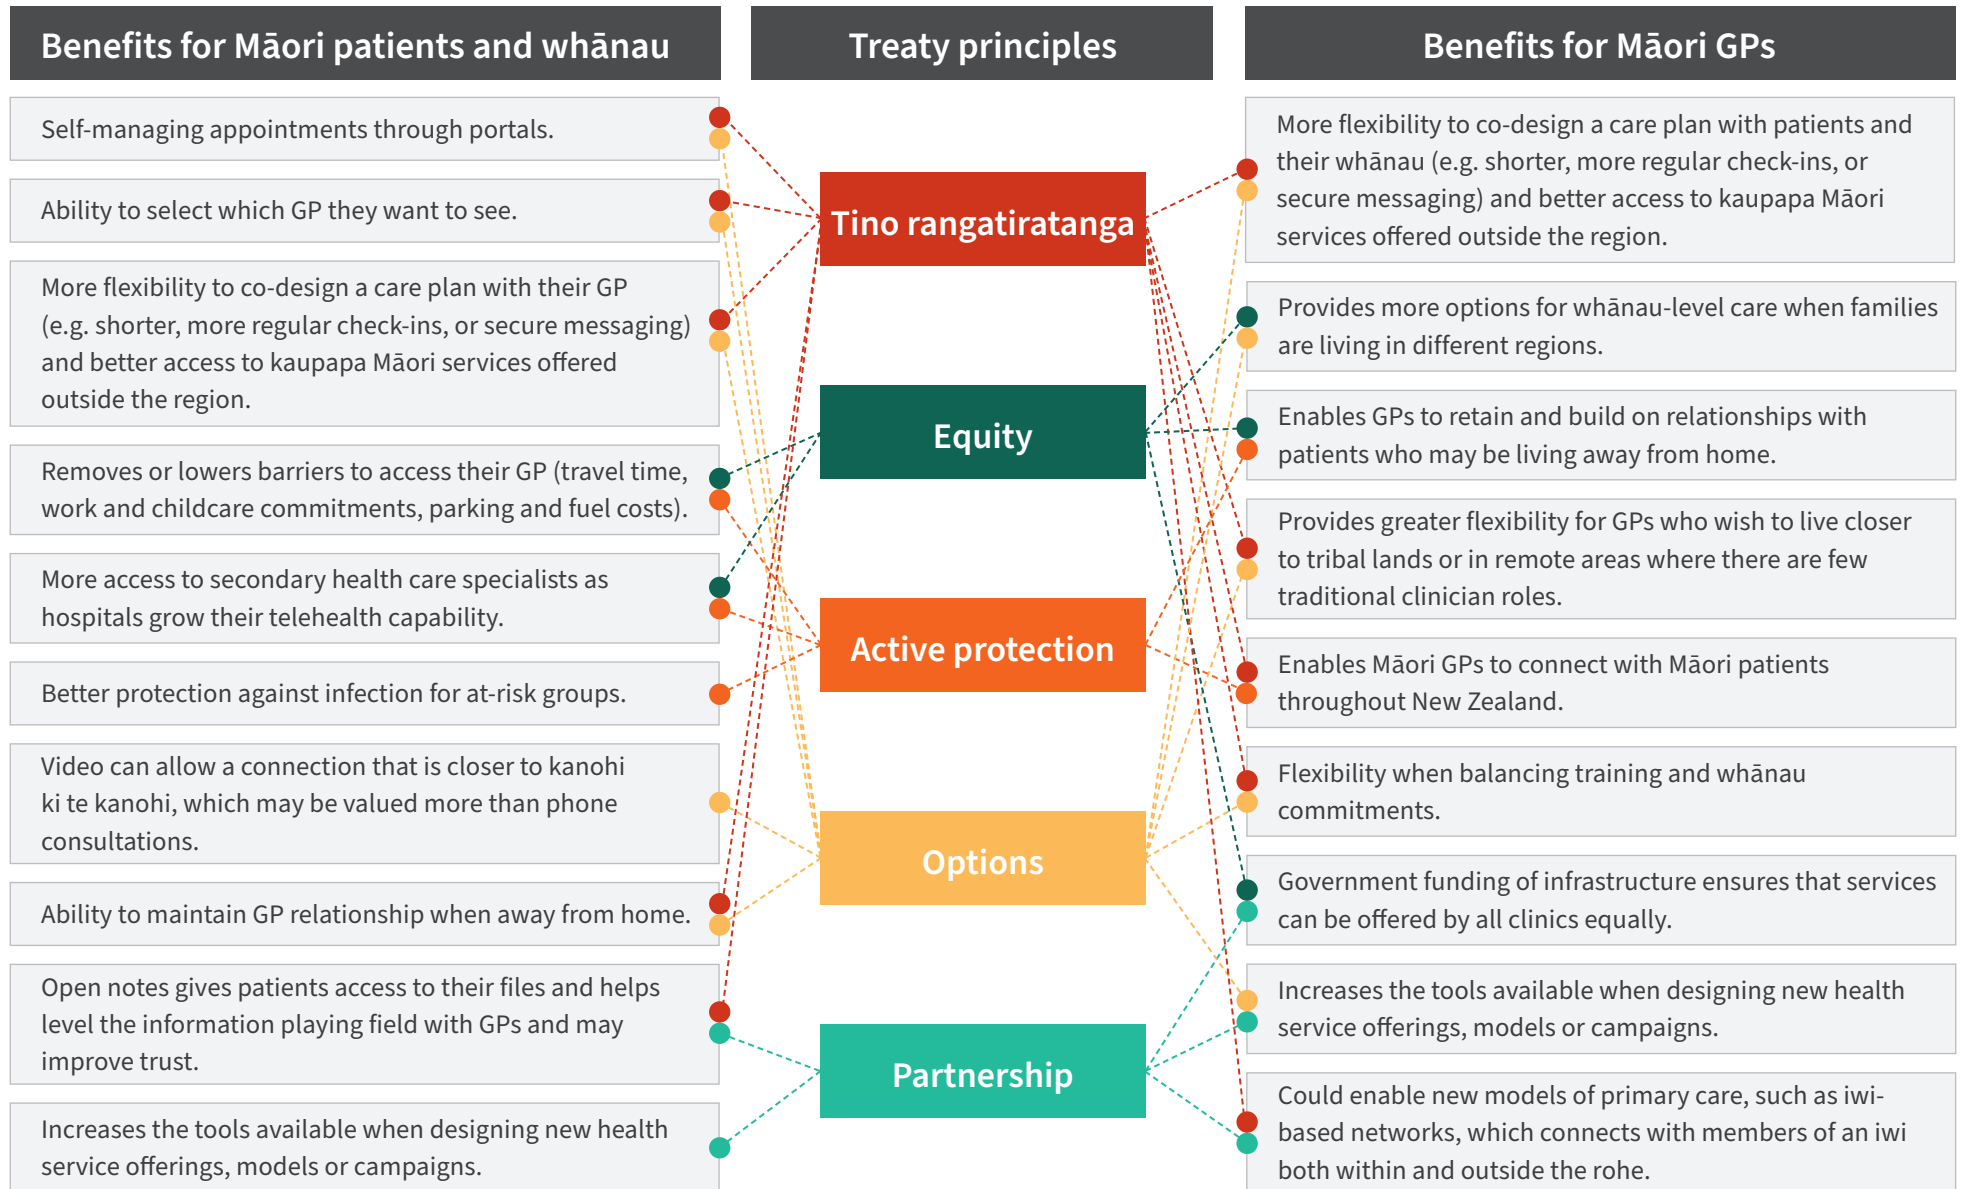 Benefits for Māori patients and whānau
Self-managing appointments through portals.
Ability to select which GP they want to see.
More flexibility to co-design a care plan with their GP
(e.g. shorter, more regular check-ins, or secure messaging)
and better access to kaupapa Māori services offered
outside the region.
Removes or lowers barriers to access their GP (travel time,
work and childcare commitments, parking and fuel costs).
More access to secondary health care specialists as
hospitals grow their telehealth capability.
Better protection against infection for at-risk groups.
Video can allow a connection that is closer to kanohi
ki te kanohi, which may be valued more than phone
consultations.
Ability to maintain GP relationship when away from home.
Open notes gives patients access to their files and helps
level the information playing field with GPs and may
improve trust.
Increases the tools available when designing new health
service offerings, models or campaigns.
Treaty principles
Tino rangatiratanga
Equity
Active protection
Options
Partnership
Benefits for Māori GPs
More flexibility to co-design a care plan with patients and
their whānau (e.g. shorter, more regular check-ins, or
secure messaging) and better access to kaupapa Māori
services offered outside the region.
Provides more options for whānau-level care when families
are living in different regions.
Enables GPs to retain and build on relationships with
patients who may be living away from home.
Provides greater flexibility for GPs who wish to live closer
to tribal lands or in remote areas where there are few
traditional clinician roles.
Enables Māori GPs to connect with Māori patients
throughout New Zealand.
Flexibility when balancing training and whānau
commitments.
Government funding of infrastructure ensures that services
can be offered by all clinics equally.
Increases the tools available when designing new health
service offerings, models or campaigns.
Could enable new models of primary care, such as iwi-
based networks, which connects with members of an iwi
both within and outside the rohe.